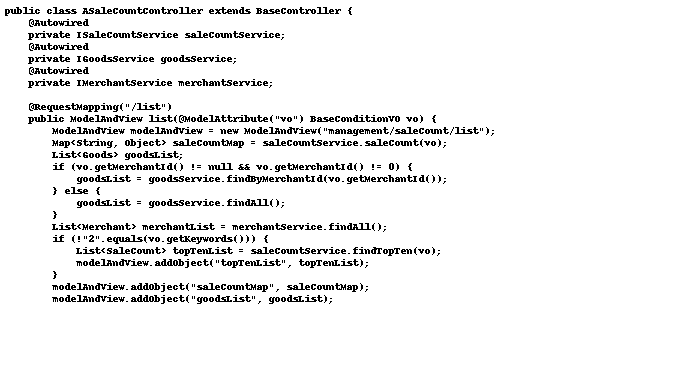 public class ASaleCountController extends BaseController {
    @Autowired
    private ISaleCountService saleCountService;
    @Autowired
    private IGoodsService goodsService;
    @Autowired
    private IMerchantService merchantService;

    @RequestMapping("/list")
    public ModelAndView list(@ModelAttribute("vo") BaseConditionVO vo) {
        ModelAndView modelAndView = new ModelAndView("management/saleCount/list");
        Map<String, Object> saleCountMap = saleCountService.saleCount(vo);
        List<Goods> goodsList;
        if (vo.getMerchantId() != null && vo.getMerchantId() != 0) {
            goodsList = goodsService.findByMerchantId(vo.getMerchantId());
        } else {
            goodsList = goodsService.findAll();
        }
        List<Merchant> merchantList = merchantService.findAll();
        if (!"2".equals(vo.getKeywords())) {
            List<SaleCount> topTenList = saleCountService.findTopTen(vo);
            modelAndView.addObject("topTenList", topTenList);
        }
        modelAndView.addObject("saleCountMap", saleCountMap);
        modelAndView.addObject("goodsList", goodsList);